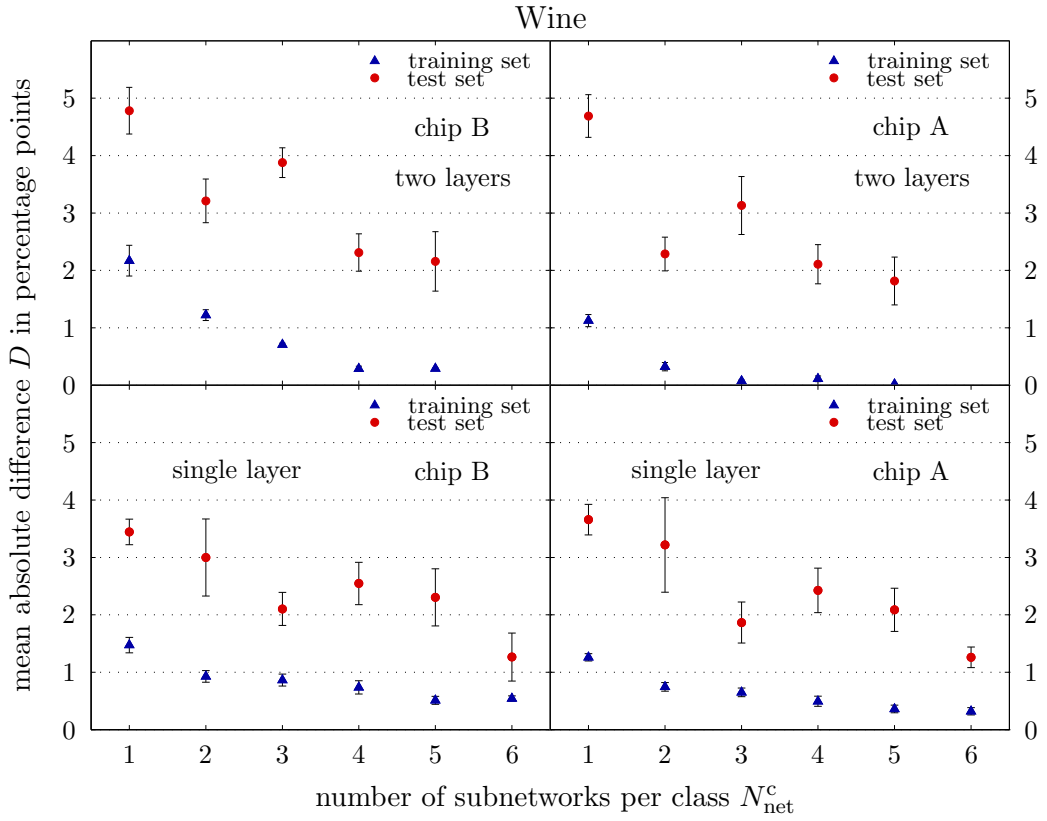 Wine
mean absolute difference D in percentage points
training set
test set
chip B
two layers
5
4
3
2
1
0
training set
test set
chip A
two layers
5
4
3
2
1
0
training set
test set
single layer
chip B
5
4
3
2
1
0
1 2 3 4 5 6
training set
test set
single layer
chip A
5
4
3
2
1
0
1 2 3 4 5 6
number of subnetworks per class N^c_net